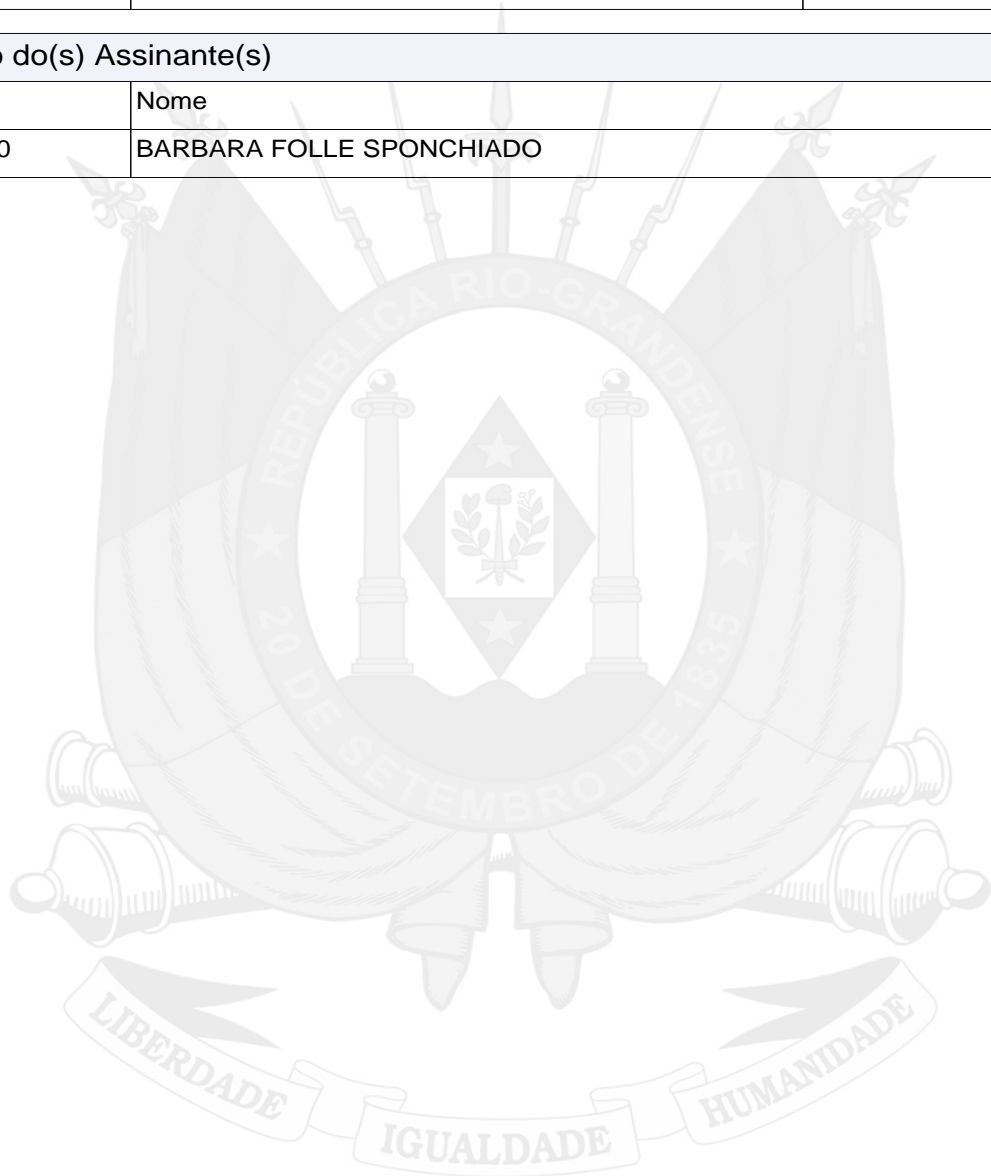 do(s) Assinante(s)
Nome
0 BARBARA FOLLE SPONCHIADO
REPÚBLICA RIO-GRANDENSE
20 DE SETEMBRO DE 1835
LIBERDADE IGUALDADE HUMANIDADE